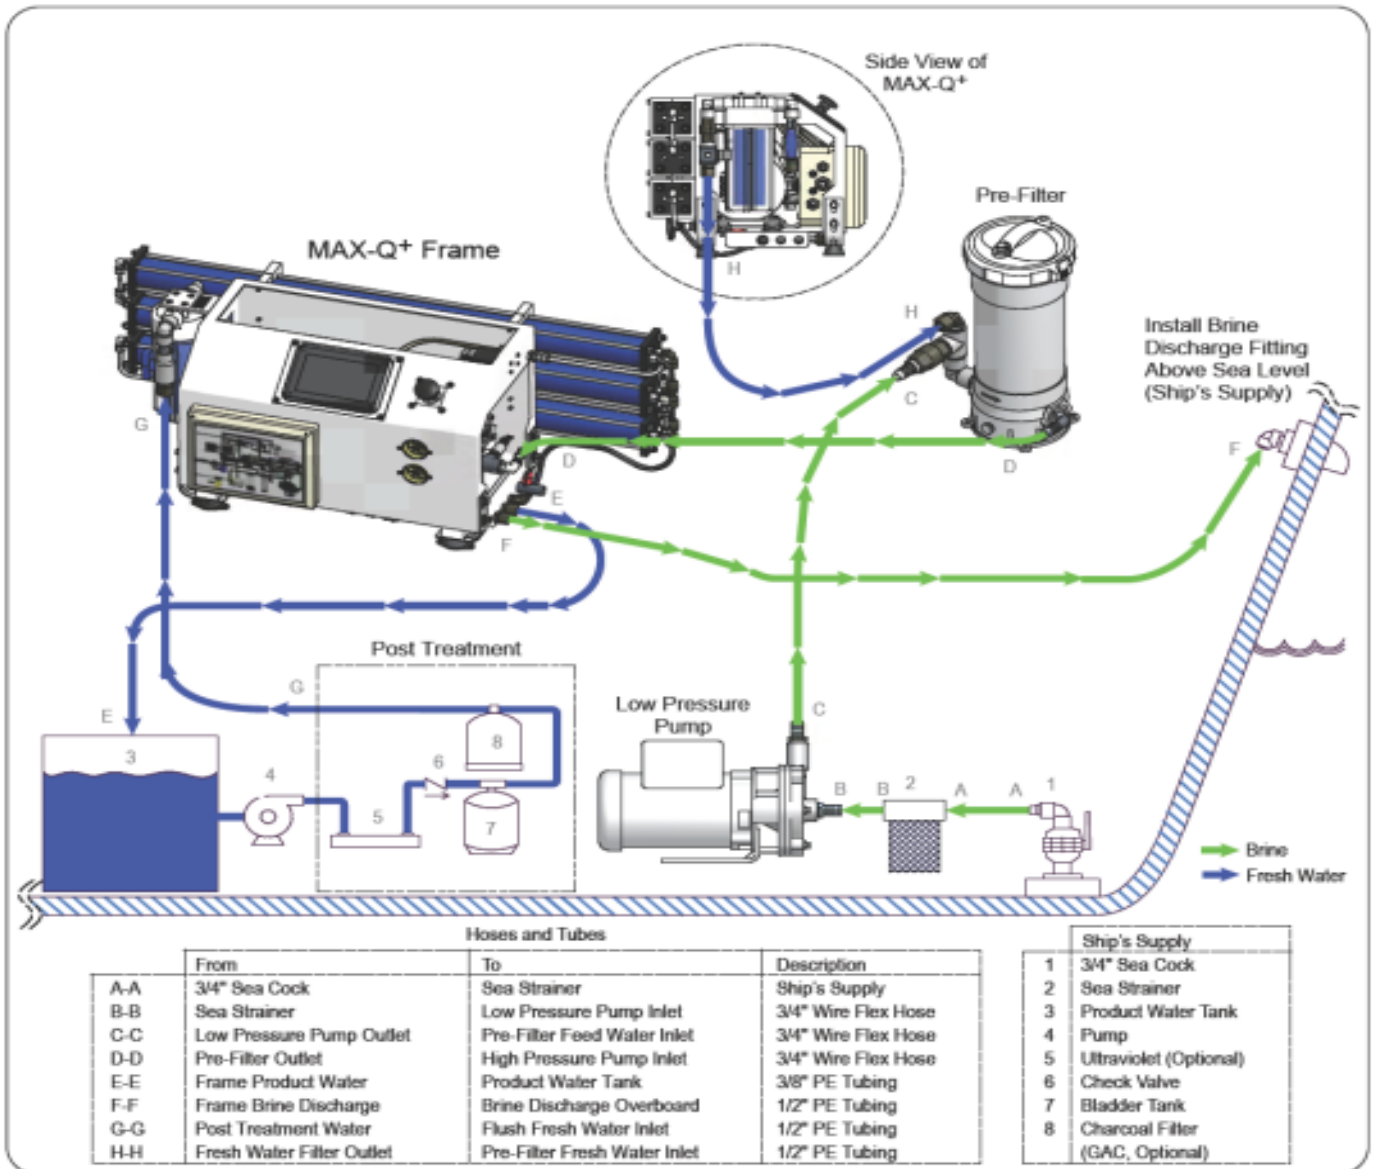 Side View of
MAX-Q+
Pre-Filter
MAX-Q+ Frame
H
H
Install Brine
Discharge Fitting
Above Sea Level
(Ship's Supply)
C
G
F
D
D
E
F
Post Treatment
G
Low Pressure
Pump
C
E
3
8
4
6
5
7
B
B
2
A
A
1
Brine
Fresh Water
Hoses and Tubes
From To Description
A-A 3/4" Sea Cock Sea Strainer Ship's Supply
B-B Sea Strainer Low Pressure Pump Inlet 3/4" Wire Flex Hose
C-C Low Pressure Pump Outlet Pre-Filter Feed Water Inlet 3/4" Wire Flex Hose
D-D Pre-Filter Outlet High Pressure Pump Inlet 3/4" Wire Flex Hose
E-E Frame Product Water Product Water Tank 3/8" PE Tubing
F-F Frame Brine Discharge Brine Discharge Overboard 1/2" PE Tubing
G-G Post Treatment Water Flush Fresh Water Inlet 1/2" PE Tubing
H-H Fresh Water Filter Outlet Pre-Filter Fresh Water Inlet 1/2" PE Tubing
Ship's Supply
1 3/4" Sea Cock
2 Sea Strainer
3 Product Water Tank
4 Pump
5 Ultraviolet (Optional)
6 Check Valve
7 Bladder Tank
8 Charcoal Filter
(GAC, Optional)